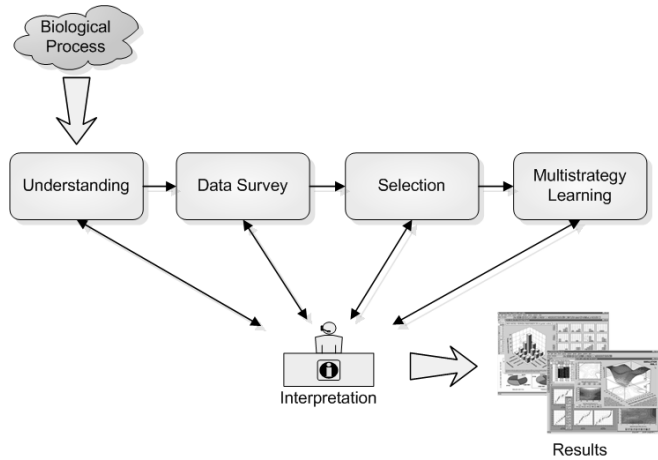 Biological
Process
Understanding
Data Survey
Selection
Multistrategy
Learning
Interpretation
Results